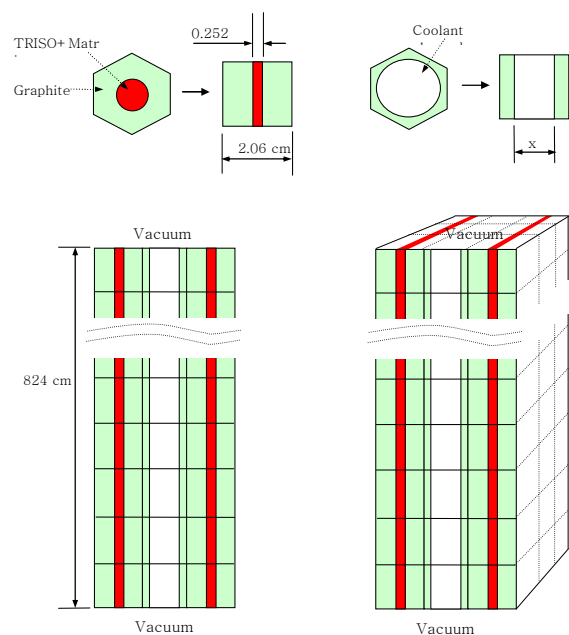 0.252
Coolant
TRISO+ Matr
Graphite
2.06 cm
x
Vacuum
Vacuum
824 cm
Vacuum
Vacuum